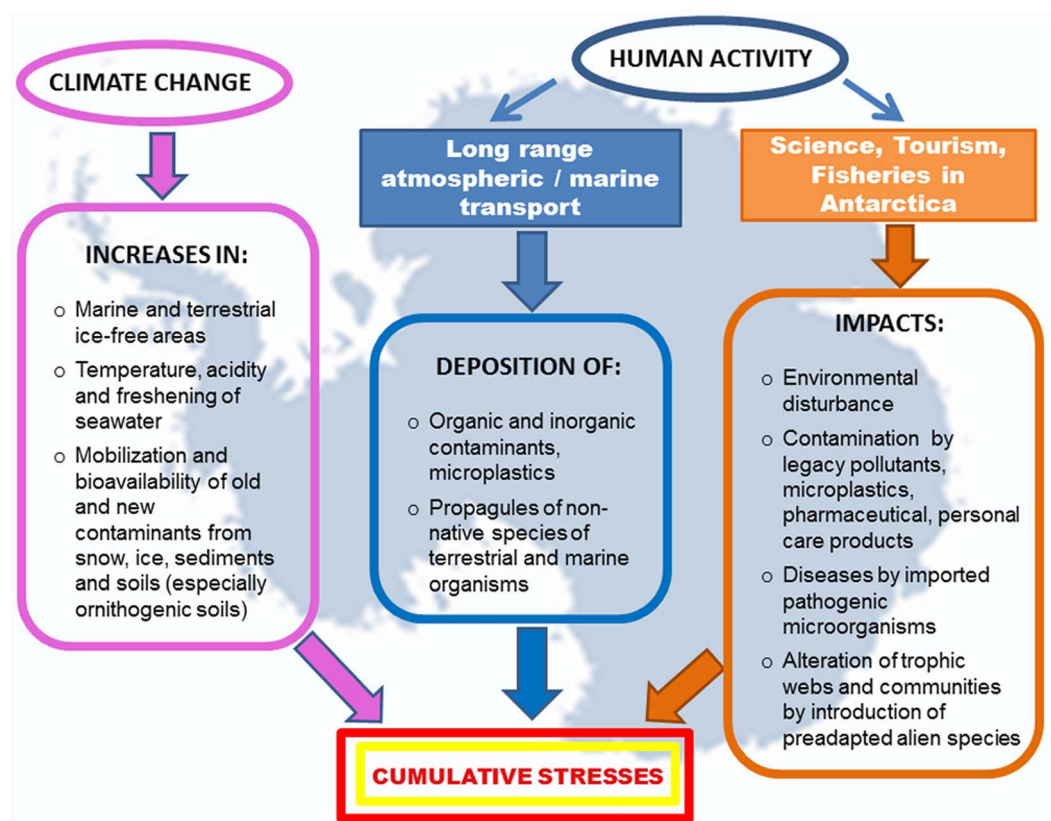 CLIMATE CHANGE
INCREASES IN:
o Marine and terrestrial
ice-free areas
o Temperature, acidity
and freshening of
seawater
o Mobilization and
bioavailability of old
and new
contaminants from
snow, ice, sediments
and soils (especially
ornithogenic soils)
HUMAN ACTIVITY
Long range
atmospheric / marine
transport
DEPOSITION OF:
o Organic and inorganic
contaminants,
microplastics
o Propagules of non-
native species of
terrestrial and marine
organisms
Science, Tourism,
Fisheries in
Antarctica
IMPACTS:
o Environmental
disturbance
o Contamination by
legacy pollutants,
microplastics,
pharmaceutical, personal
care products
o Diseases by imported
pathogenic
microorganisms
o Alteration of trophic
webs and communities
by introduction of
preadapted alien species
CUMULATIVE STRESSES